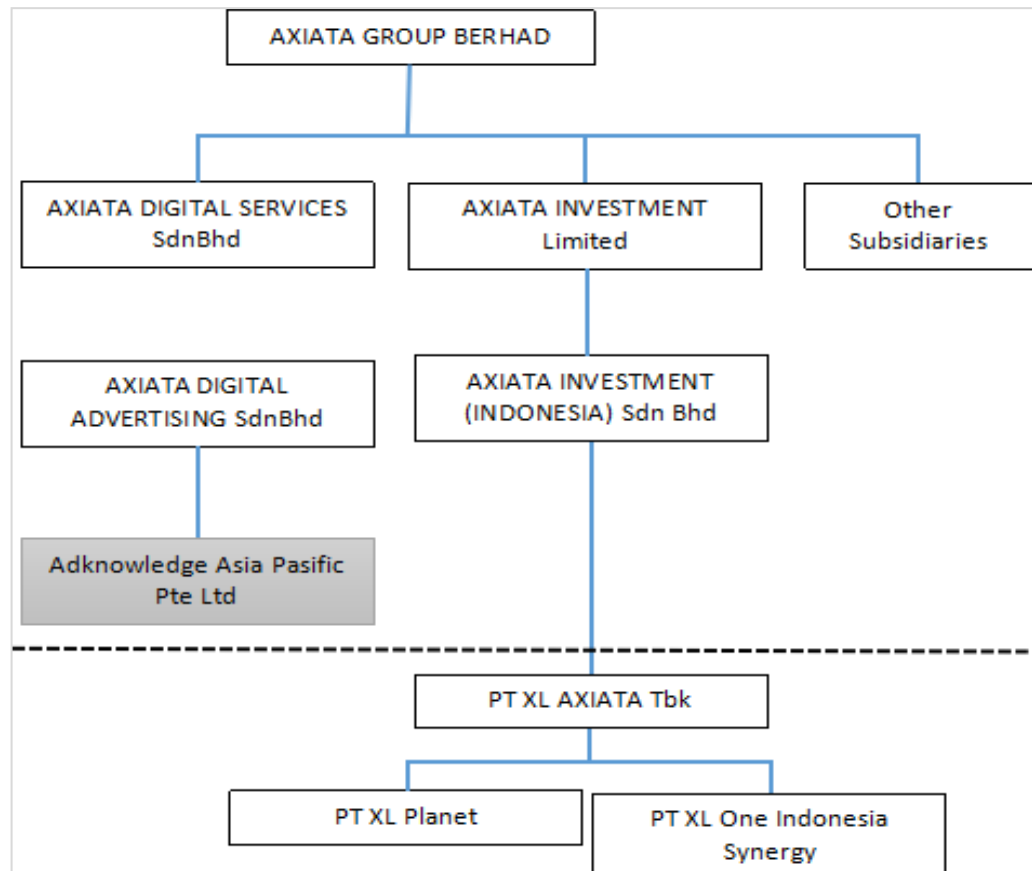 AXIATA GROUP BERHAD
AXIATA DIGITAL SERVICES
SdnBhd
AXIATA INVESTMENT
Limited
Other
Subsidiaries
AXIATA DIGITAL
ADVERTISING SdnBhd
AXIATA INVESTMENT
(INDONESIA) Sdn Bhd
Adknowledge Asia Pasific
Pte Ltd
PT XL AXIATA Tbk
PT XL Planet
PT XL One Indonesia
Synergy